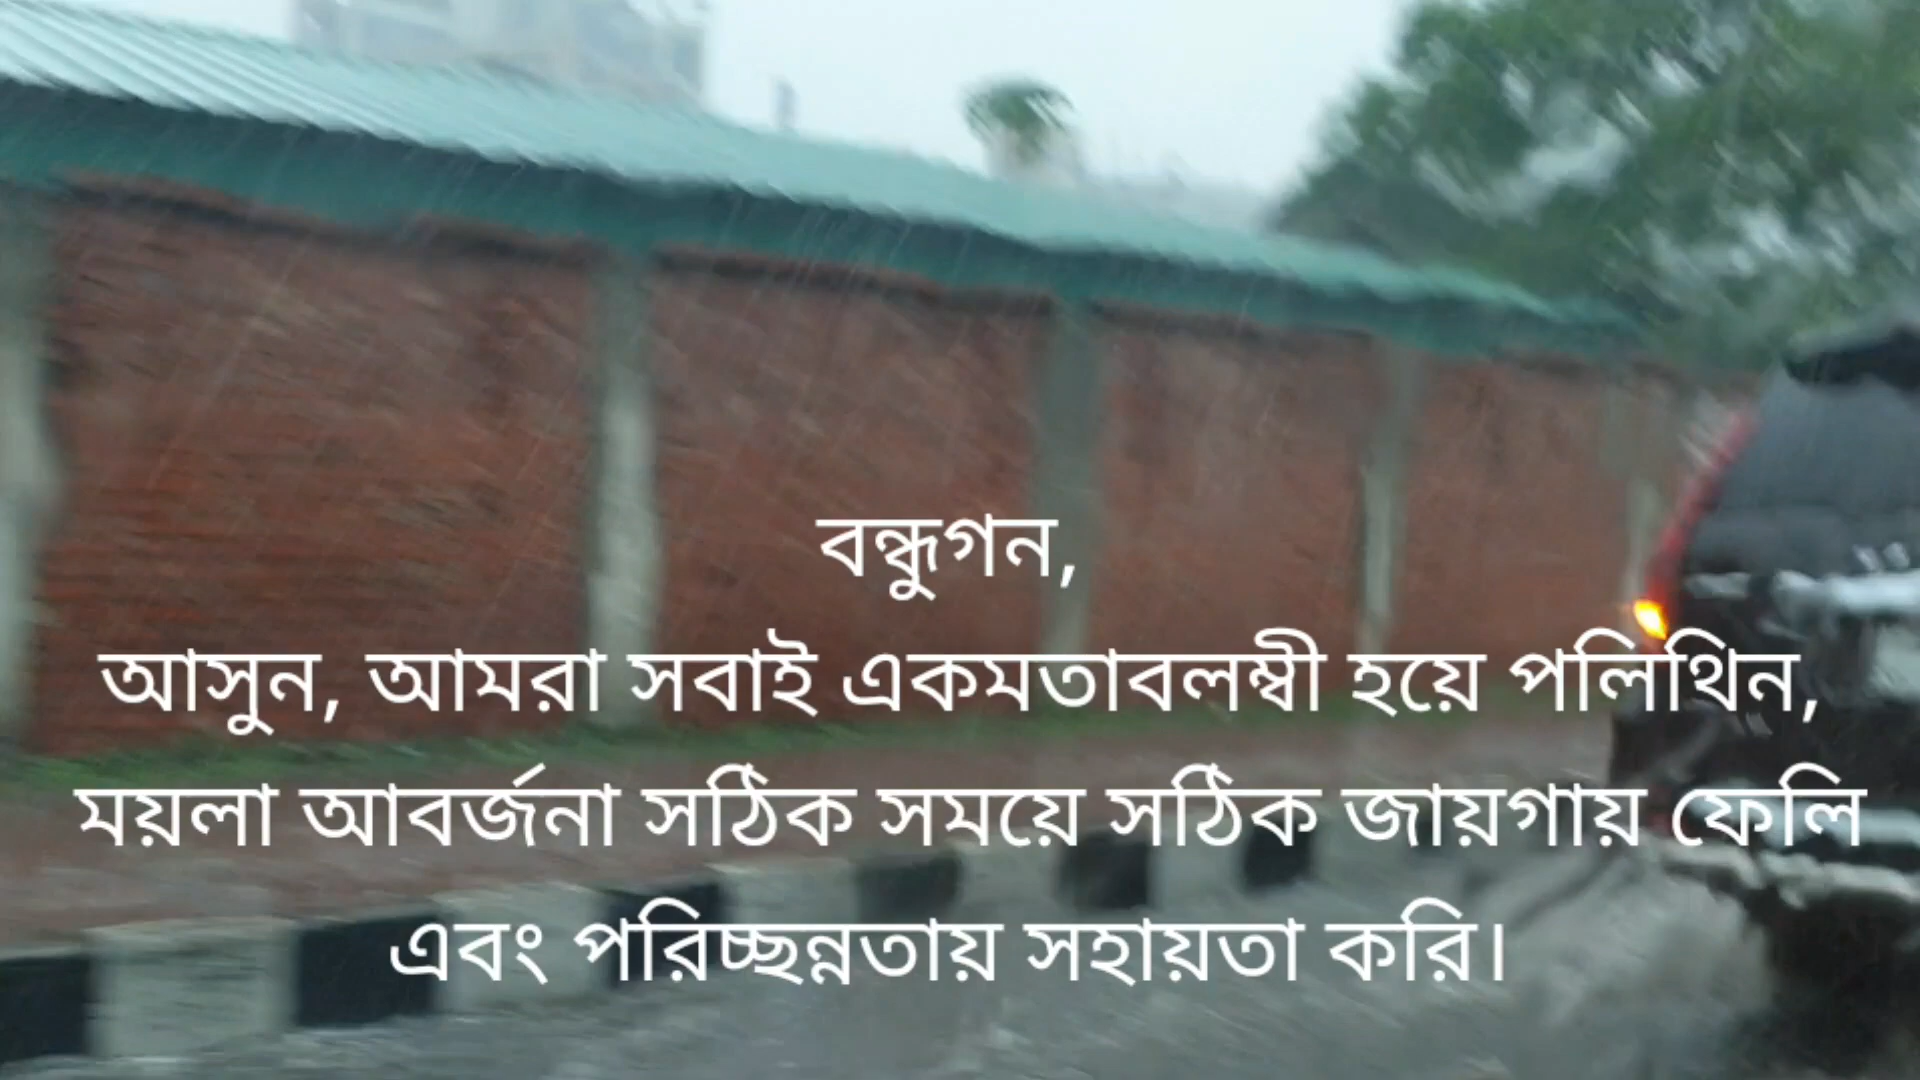 বন্ধুগন,
আসুন, আমরা সবাই একমতাবলম্বী হয়ে পলিথিন,
ময়লা আবর্জনা সঠিক সময়ে সঠিক জায়গায় ফেলি
এবং পরিচ্ছন্নতায় সহায়তা করি।